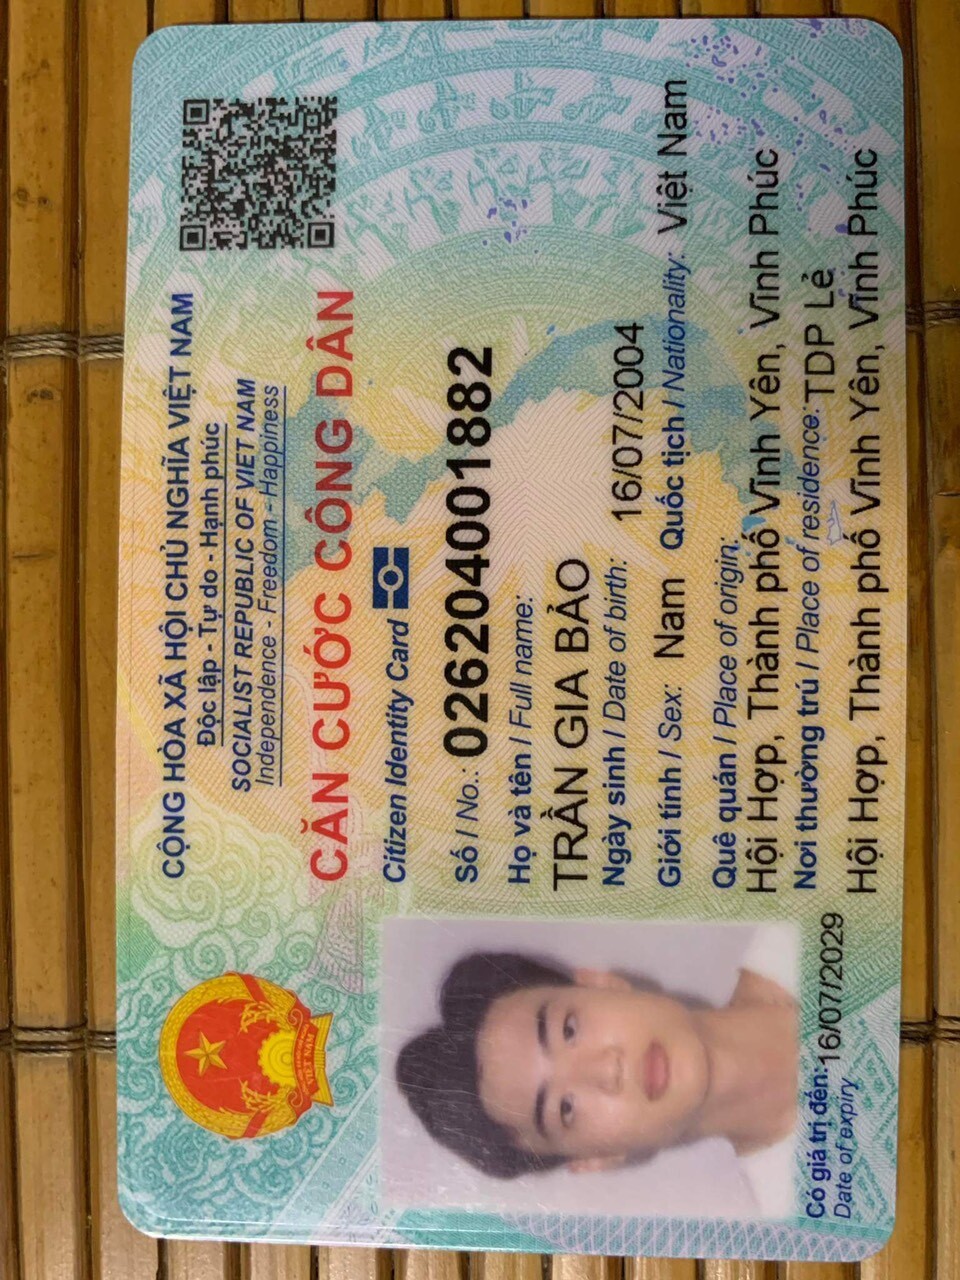 CỘNG HÒA XÃ HỘI CHỦ NGHĨA VIỆT NAM
Độc lập - Tự do - Hạnh phúc
SOCIALIST REPUBLIC OF VIET NAM
Independence - Freedom - Happiness
CĂN CƯỚC CÔNG DÂN
Citizen Identity Card
Số / No.: 026204001882
Họ và tên / Full name:
TRẦN GIA BẢO
Ngày sinh / Date of birth: 16/07/2004
Giới tính / Sex: Nam Quốc tịch / Nationality: Việt Nam
Quê quán / Place of origin:
Hội Hợp, Thành phố Vĩnh Yên, Vĩnh Phúc
Nơi thường trú / Place of residence: TDP Lẻ
Hội Hợp, Thành phố Vĩnh Yên, Vĩnh Phúc
Có giá trị đến: 16/07/2029
Date of expiry
VIỆT NAM